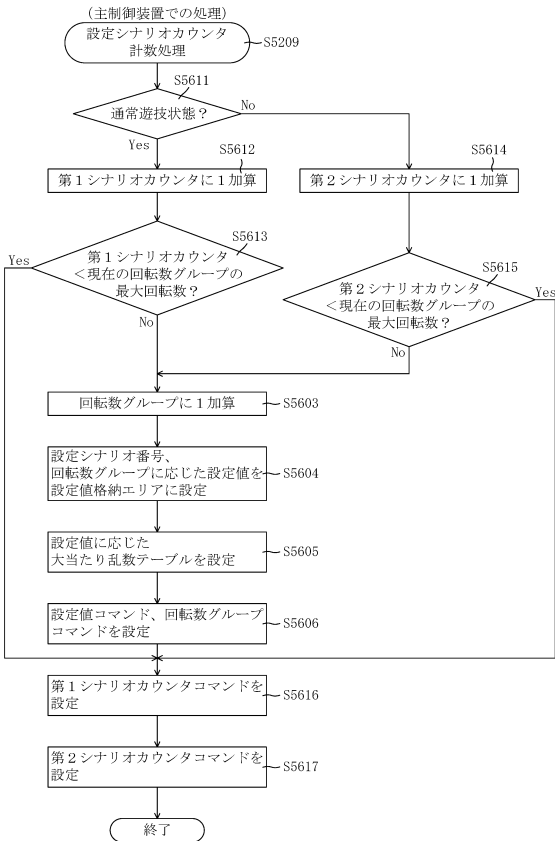 (主制御装置での処理)
設定シナリオカウンタ
計数処理
S5209
S5611
通常遊技状態?
No
Yes
S5612
第1シナリオカウンタに1加算
S5614
第2シナリオカウンタに1加算
S5613
第1シナリオカウンタ
<現在の回転数グループの
最大回転数?
Yes
No
S5615
第2シナリオカウンタ
<現在の回転数グループの
最大回転数?
Yes
No
回転数グループに1加算
S5603
設定シナリオ番号、
回転数グループに応じた設定値を
設定値格納エリアに設定
S5604
設定値に応じた
大当たり乱数テーブルを設定
S5605
設定値コマンド、回転数グループ
コマンドを設定
S5606
第1シナリオカウンタコマンドを
設定
S5616
第2シナリオカウンタコマンドを
設定
S5617
終了